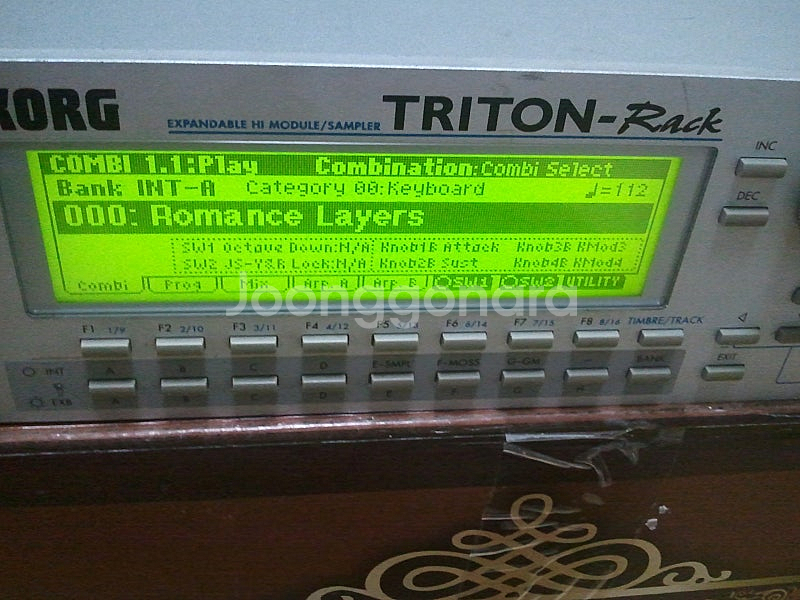 KORG
EXPANDABLE HI MODULE/SAMPLER TRITON-Rack
COMBI 1.1:Play Combination:Combi Select
Bank INT-A Category 00:Keyboard ♩=112
000: Romance Layers
SW1 Octave Down:N/A Knob1B Attack Knob3B KMod3
SW2 JS-Y&R Lock:N/A Knob2B Sust Knob4B KMod4
Combi Prog Mix Arp. A Arp. B SW1 SW2 UTILITY
Joonggonara
INC
DEC
F1 1/9 F2 2/10 F3 3/11 F4 4/12 F5 5/13 F6 6/14 F7 7/15 F8 8/16 TIMBRE/TRACK
EXIT
INT A B C D E-SMPL F-MOSS G-GM – BANK
EXB A B C D E F G H